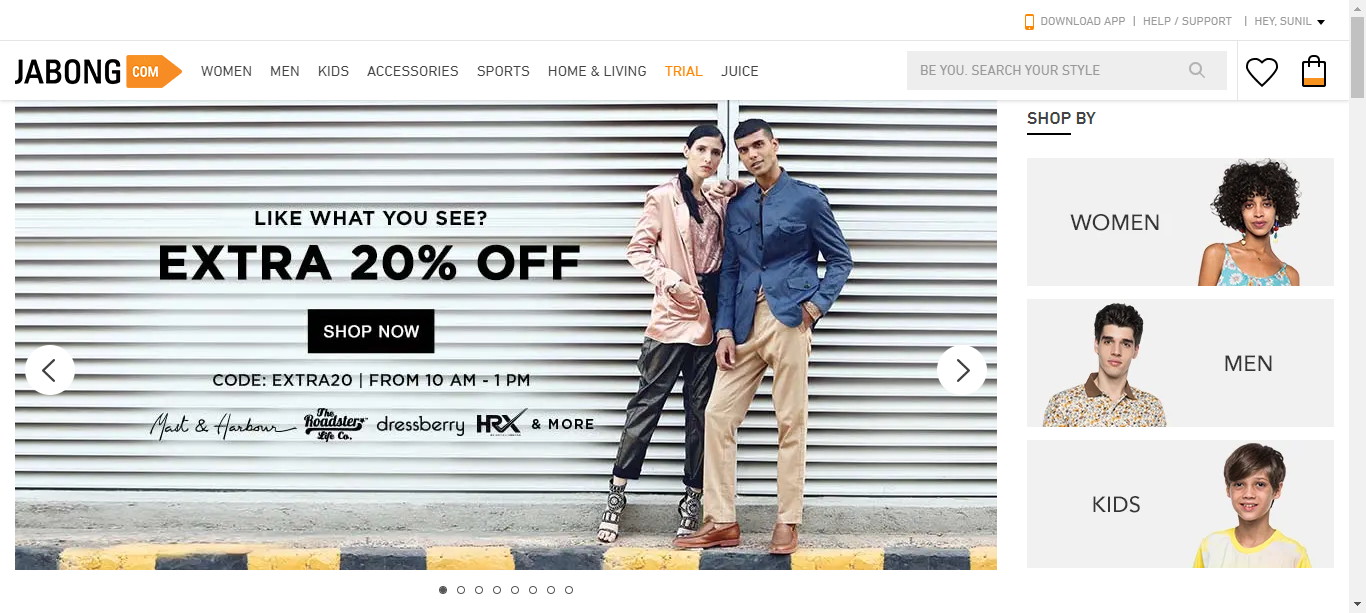 DOWNLOAD APP | HELP / SUPPORT | HEY, SUNIL
JABONG COM
WOMEN MEN KIDS ACCESSORIES SPORTS HOME & LIVING TRIAL JUICE
BE YOU. SEARCH YOUR STYLE
LIKE WHAT YOU SEE?
EXTRA 20% OFF
SHOP NOW
CODE: EXTRA20 | FROM 10 AM - 1 PM
Mast & Harbour The Roadster Life Co. dressberry HRX & MORE
SHOP BY
WOMEN
MEN
KIDS